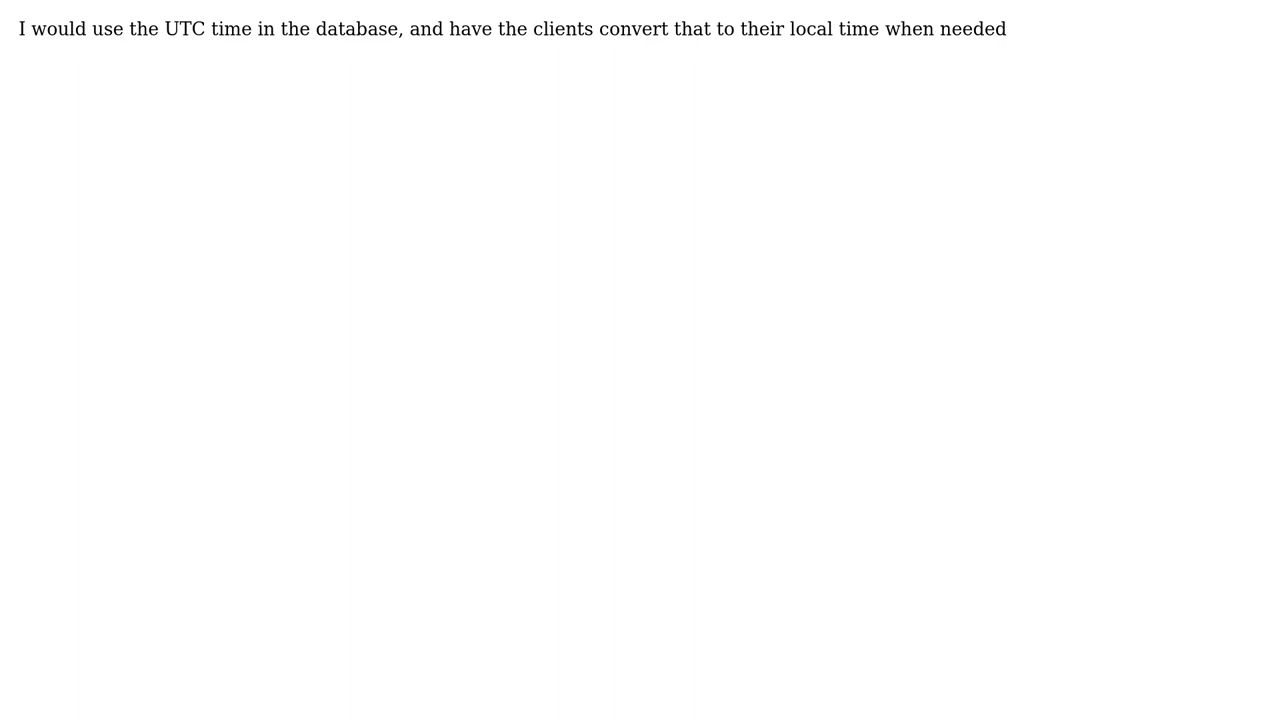 I would use the UTC time in the database, and have the clients convert that to their local time when needed